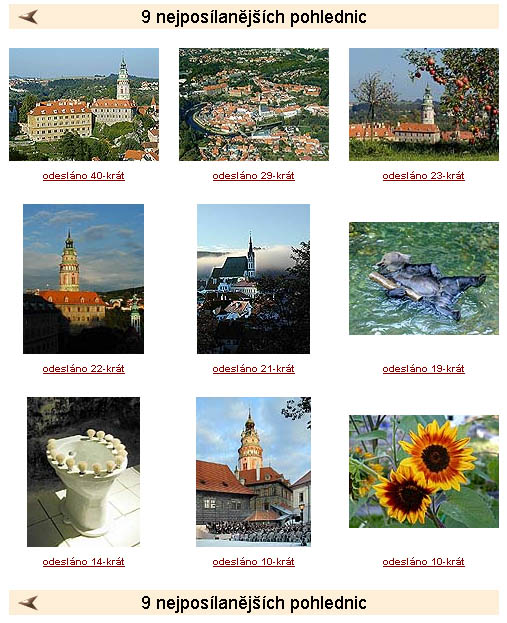 9 nejposílanějších pohlednic
odesláno 40-krát
odesláno 29-krát
odesláno 23-krát
odesláno 22-krát
odesláno 21-krát
odesláno 19-krát
odesláno 14-krát
odesláno 10-krát
odesláno 10-krát
9 nejposílanějších pohlednic